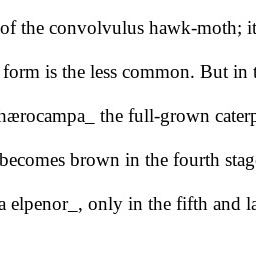 of the convolvulus hawk-moth; it
form is the less common. But in
hærocampa_ the full-grown caterp
becomes brown in the fourth stag
a elpenor_, only in the fifth and la